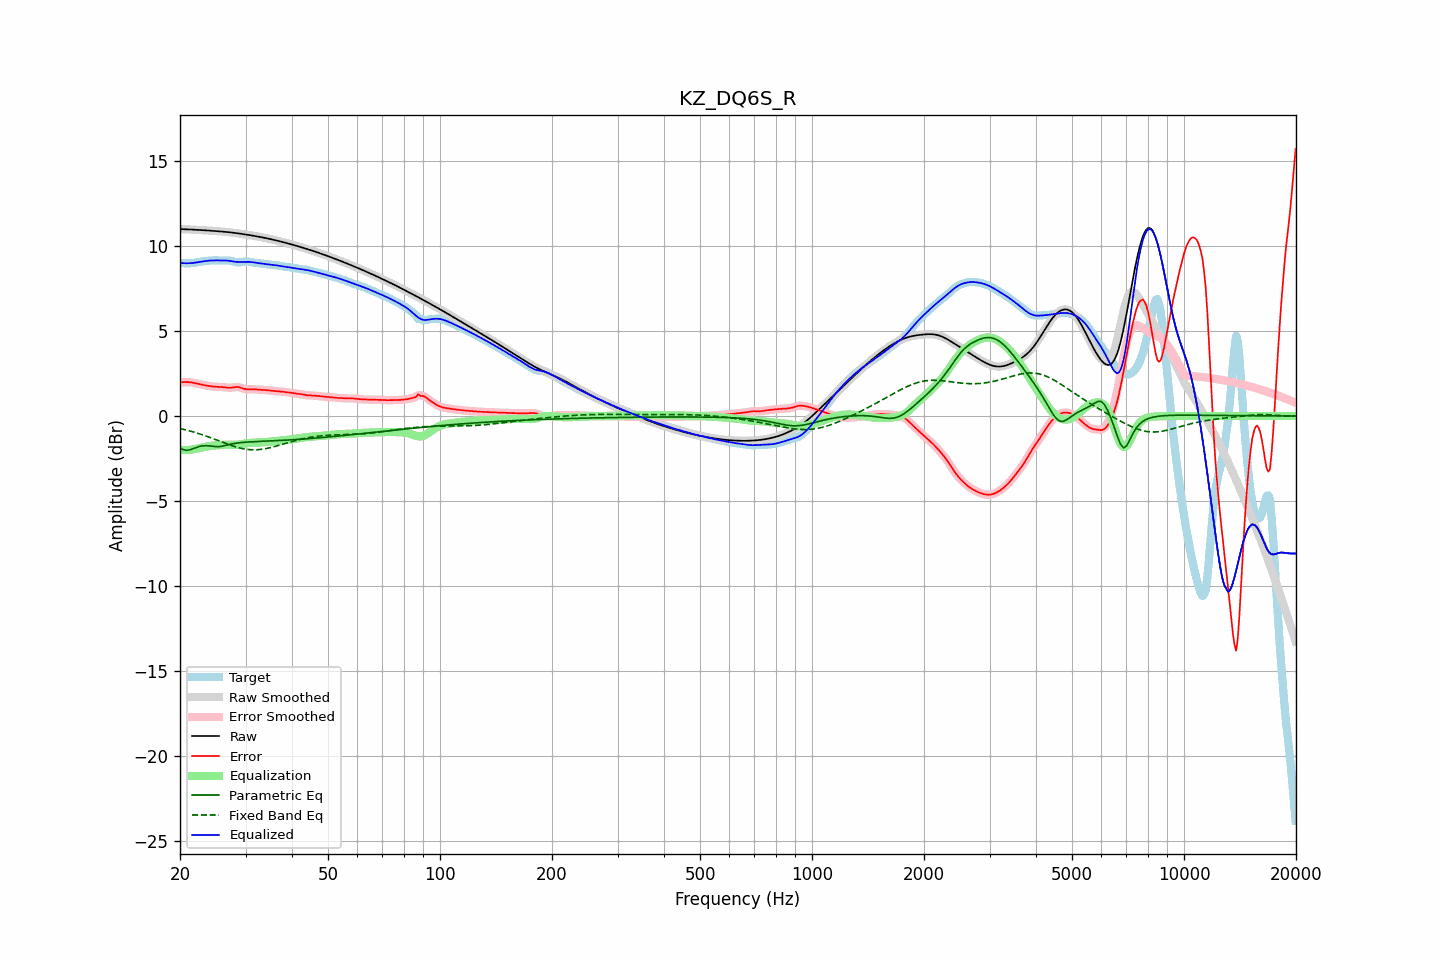 KZ_DQ6S_R
Amplitude (dBr)
15
10
5
0
−5
−10
−15
−20
−25
Target
Raw Smoothed
Error Smoothed
Raw
Error
Equalization
Parametric Eq
Fixed Band Eq
Equalized
20 50 100 200 500 1000 2000 5000 10000 20000
Frequency (Hz)